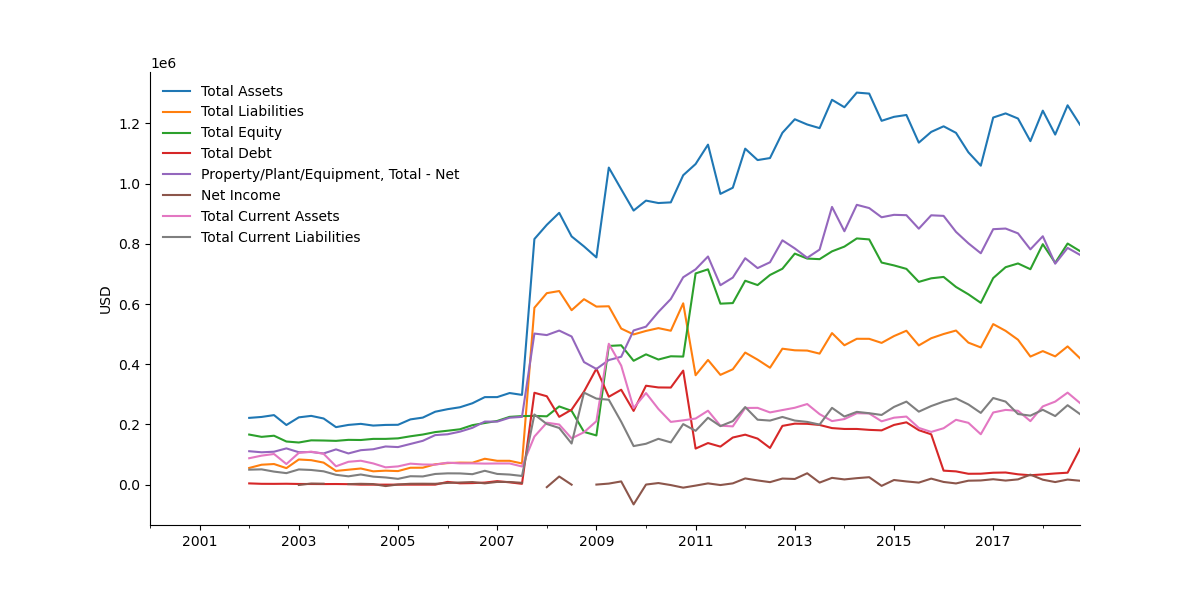 1e6
Total Assets
Total Liabilities
Total Equity
Total Debt
Property/Plant/Equipment, Total - Net
Net Income
Total Current Assets
Total Current Liabilities
USD
1.2
1.0
0.8
0.6
0.4
0.2
0.0
2001 2003 2005 2007 2009 2011 2013 2015 2017